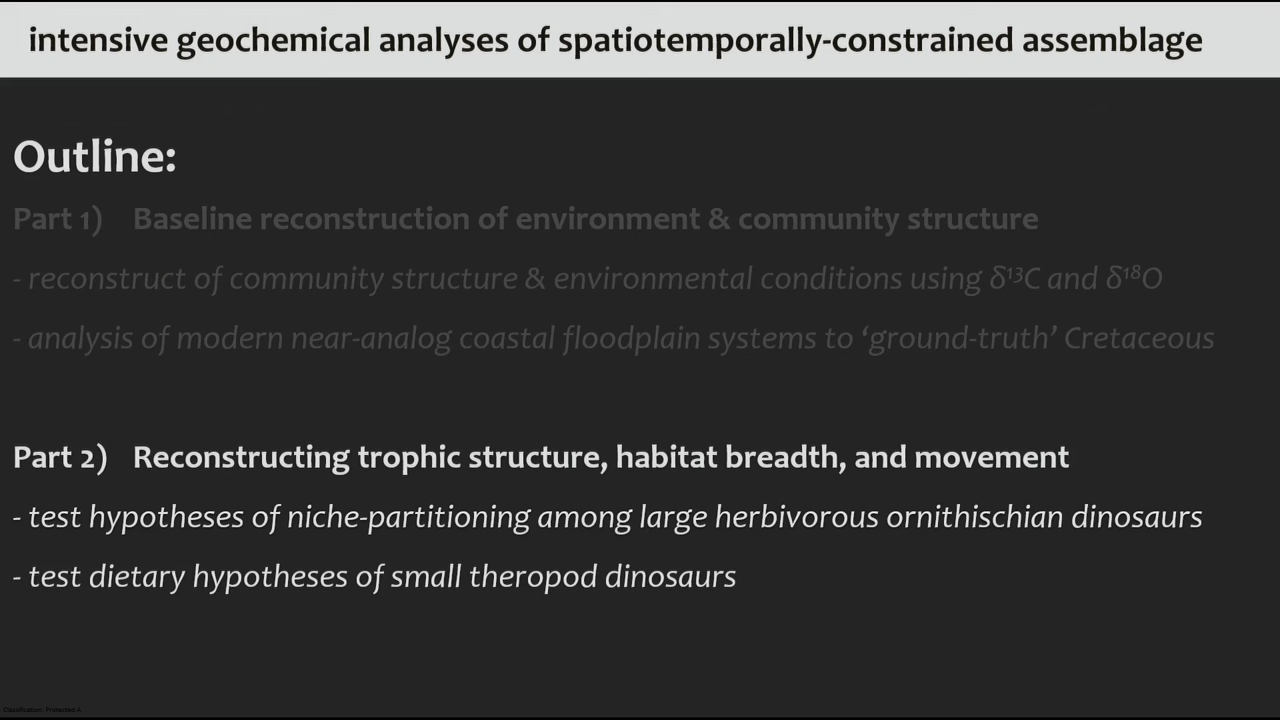 intensive geochemical analyses of spatiotemporally-constrained assemblage
Outline:
Part 1) Baseline reconstruction of environment & community structure
- reconstruct of community structure & environmental conditions using δ¹³C and δ¹⁸O
- analysis of modern near-analog coastal floodplain systems to ‘ground-truth’ Cretaceous
Part 2) Reconstructing trophic structure, habitat breadth, and movement
- test hypotheses of niche-partitioning among large herbivorous ornithischian dinosaurs
- test dietary hypotheses of small theropod dinosaurs
Classification: Protected A